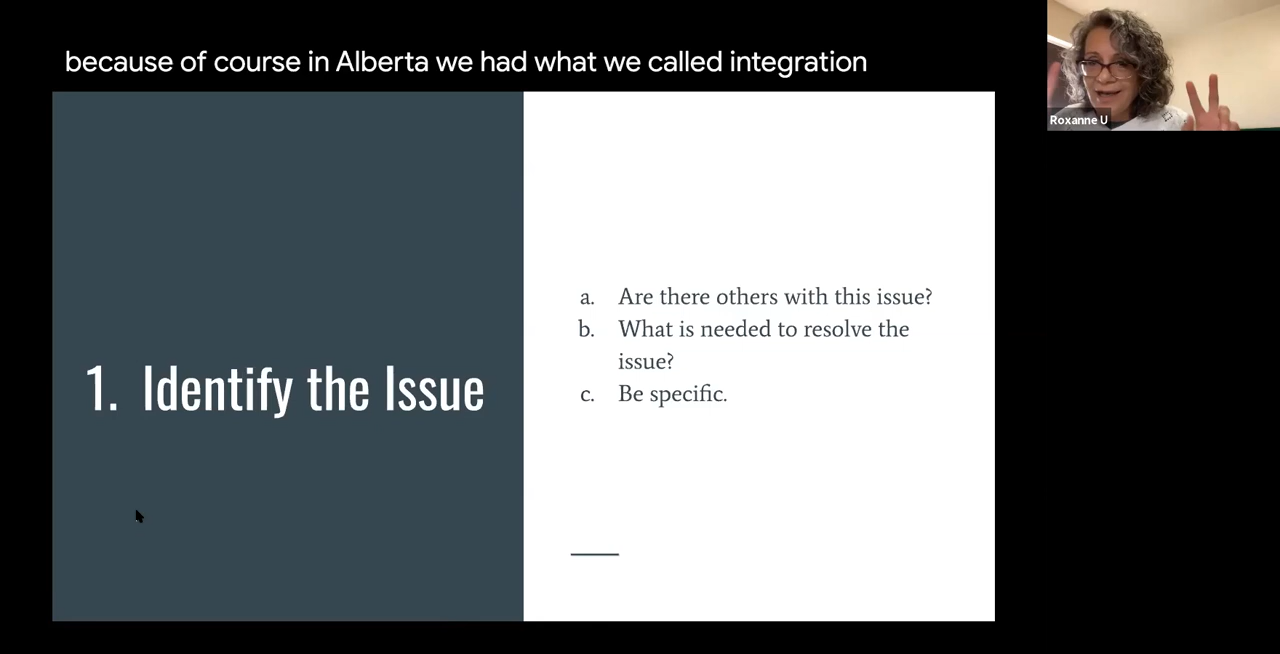 because of course in Alberta we had what we called integration
Roxanne U
1. Identify the Issue
a. Are there others with this issue?
b. What is needed to resolve the
issue?
c. Be specific.